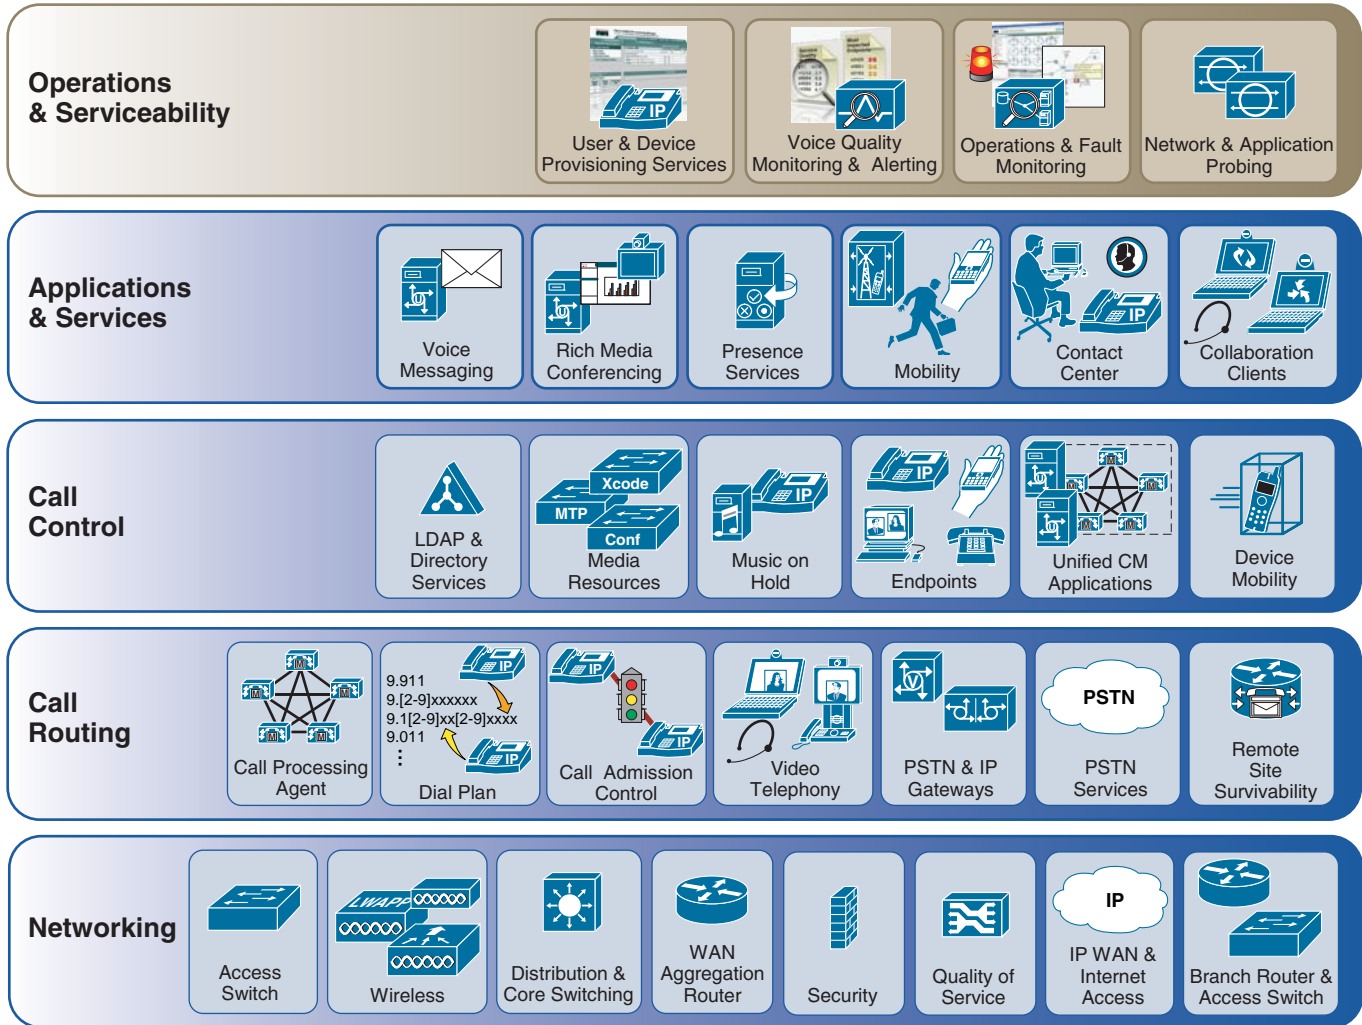 Operations
& Serviceability
IP
User & Device
Provisioning Services
Voice Quality
Monitoring & Alerting
Operations & Fault
Monitoring
Network & Application
Probing
Applications
& Services
Voice
Messaging
Rich Media
Conferencing
Presence
Services
Mobility
IP
Contact
Center
Collaboration
Clients
Call
Control
LDAP &
Directory
Services
Xcode
MTP
Conf
Media
Resources
IP
Music on
Hold
IP
Endpoints
M
M
M
M
M
Unified CM
Applications
Device
Mobility
Call
Routing
M
M
M
M
M
Call Processing
Agent
9.911
9.[2-9]xxxxxx
9.1[2-9]xx[2-9]xxxx
9.011
⋮
IP
IP
Dial Plan
IP
IP
Call Admission
Control
Video
Telephony
V
PSTN & IP
Gateways
PSTN
PSTN
Services
Remote
Site
Survivability
Networking
Access
Switch
LWAPP
Wireless
Distribution &
Core Switching
WAN
Aggregation
Router
Security
Quality of
Service
IP
IP WAN &
Internet
Access
Branch Router &
Access Switch